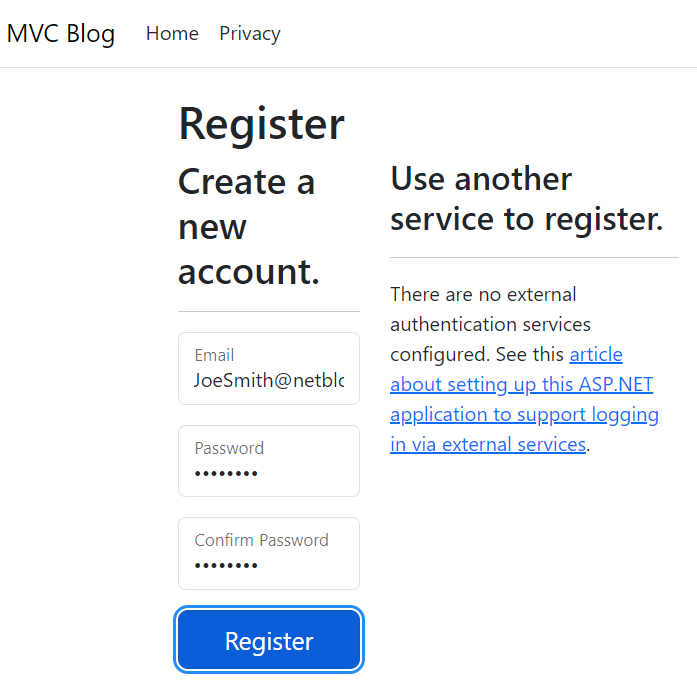 MVC Blog Home Privacy
Register
Create a
new
account.
Email
JoeSmith@netblo
Password
••••••••
Confirm Password
••••••••
Register
Use another
service to register.
There are no external
authentication services
configured. See this article
about setting up this ASP.NET
application to support logging
in via external services.